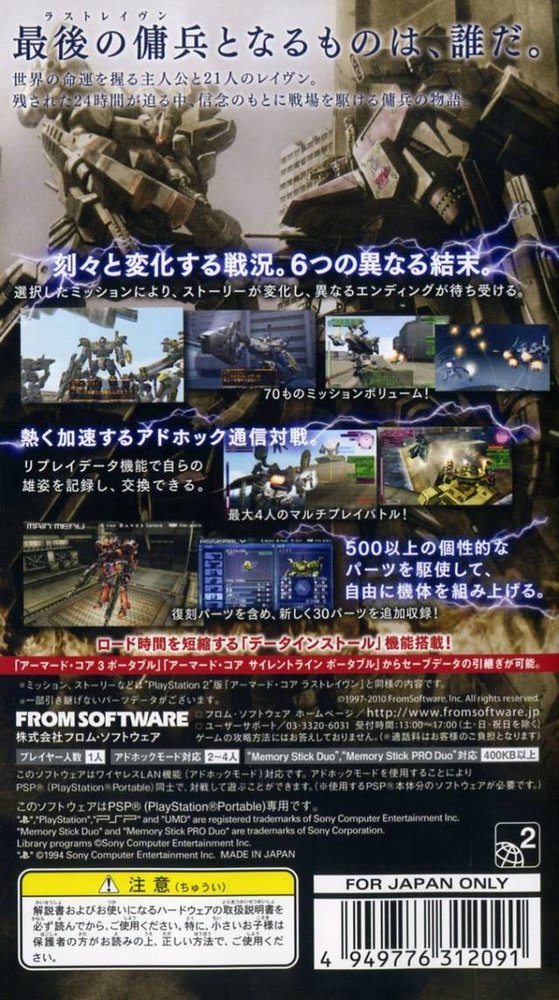 ラストレイヴン
最後の傭兵となるものは、誰だ。
世界の命運を握る主人公と21人のレイヴン。
残された24時間が迫る中、信念のもとに戦場を駆ける傭兵の物語。
刻々と変化する戦況。6つの異なる結末。
選択したミッションにより、ストーリーが変化し、異なるエンディングが待ち受ける。
70ものミッションボリューム!
熱く加速するアドホック通信対戦。
リプレイデータ機能で自らの
雄姿を記録し、交換できる。
最大4人のマルチプレイバトル!
MAIN MENU
500以上の個性的な
パーツを駆使して、
自由に機体を組み上げる。
復刻パーツを含め、新しく30パーツを追加収録!
ロード時間を短縮する「データインストール」機能搭載!
「アーマード・コア 3 ポータブル」「アーマード・コア サイレントライン ポータブル」からセーブデータの引継ぎが可能。
※ミッション、ストーリーなどは"PlayStation 2"版「アーマード・コア ラストレイヴン」と同様の内容です。
※一部引き継げないパーツデータがございます。
©1997-2010 FromSoftware, Inc. All rights reserved.
FROM SOFTWARE
株式会社フロム・ソフトウェア
□フロム・ソフトウェア ホームページ/http://www.fromsoftware.jp
□ユーザーサポート/03-3320-6031 受付時間:13:00〜17:00(土・日・祝日を除く)
ゲームの攻略方法にはお答えしておりません。(※通話料はお客様のご負担となります)
プレイヤー人数 1人 アドホックモード対応 2〜4人 "Memory Stick Duo","Memory Stick PRO Duo"対応 400KB以上
このソフトウェアはワイヤレスLAN機能(アドホックモード)対応です。アドホックモードを使用することにより
PSP®(PlayStation®Portable)同士で、対戦して遊ぶことができます。(※使用するPSP®本体分のソフトウェアが必要です。)
このソフトウェアはPSP®(PlayStation®Portable)専用です。
","PlayStation","PSP" and "UMD" are registered trademarks of Sony Computer Entertainment Inc.
"Memory Stick Duo" and "Memory Stick PRO Duo" are trademarks of Sony Corporation.
Library programs ©Sony Computer Entertainment Inc.
" ©1994 Sony Computer Entertainment Inc. MADE IN JAPAN
2
注意(ちゅうい)
解説書およびお使いになるハードウェアの取扱説明書を
必ず読んでから、ご使用ください。特に、小さいお子様は
保護者の方がお読みの上、正しい方法で、ご使用
ください。
FOR JAPAN ONLY
4 949776 312091